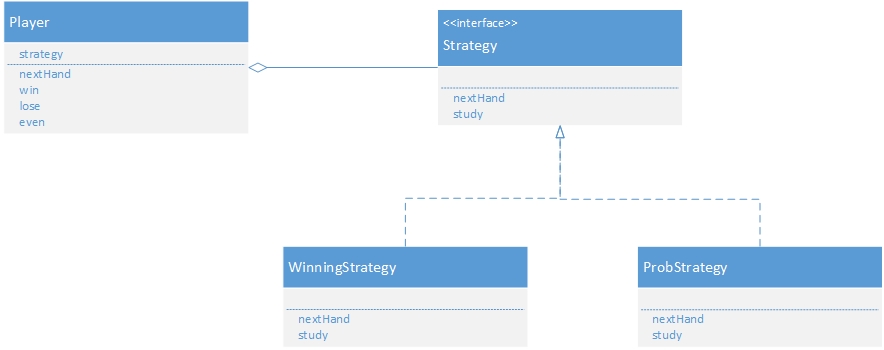 Player
strategy
nextHand
win
lose
even
<<interface>>
Strategy
nextHand
study
WinningStrategy
nextHand
study
ProbStrategy
nextHand
study